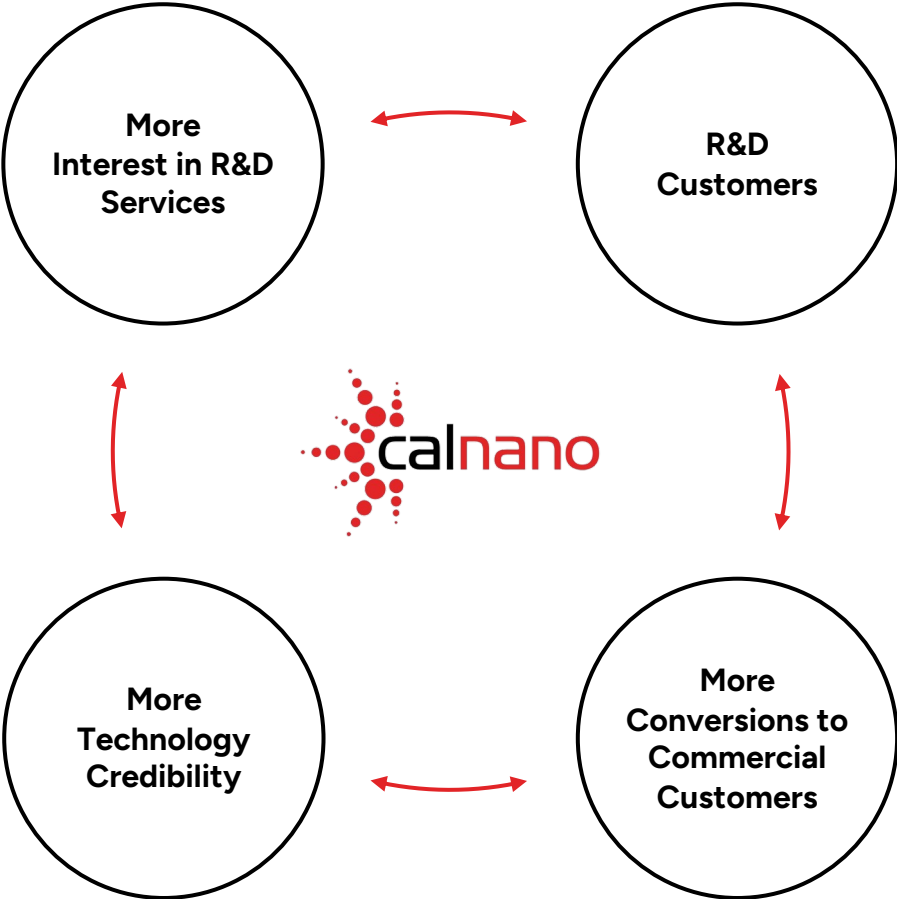 More
Interest in R&D
Services
R&D
Customers
calnano
More
Technology
Credibility
More
Conversions to
Commercial
Customers